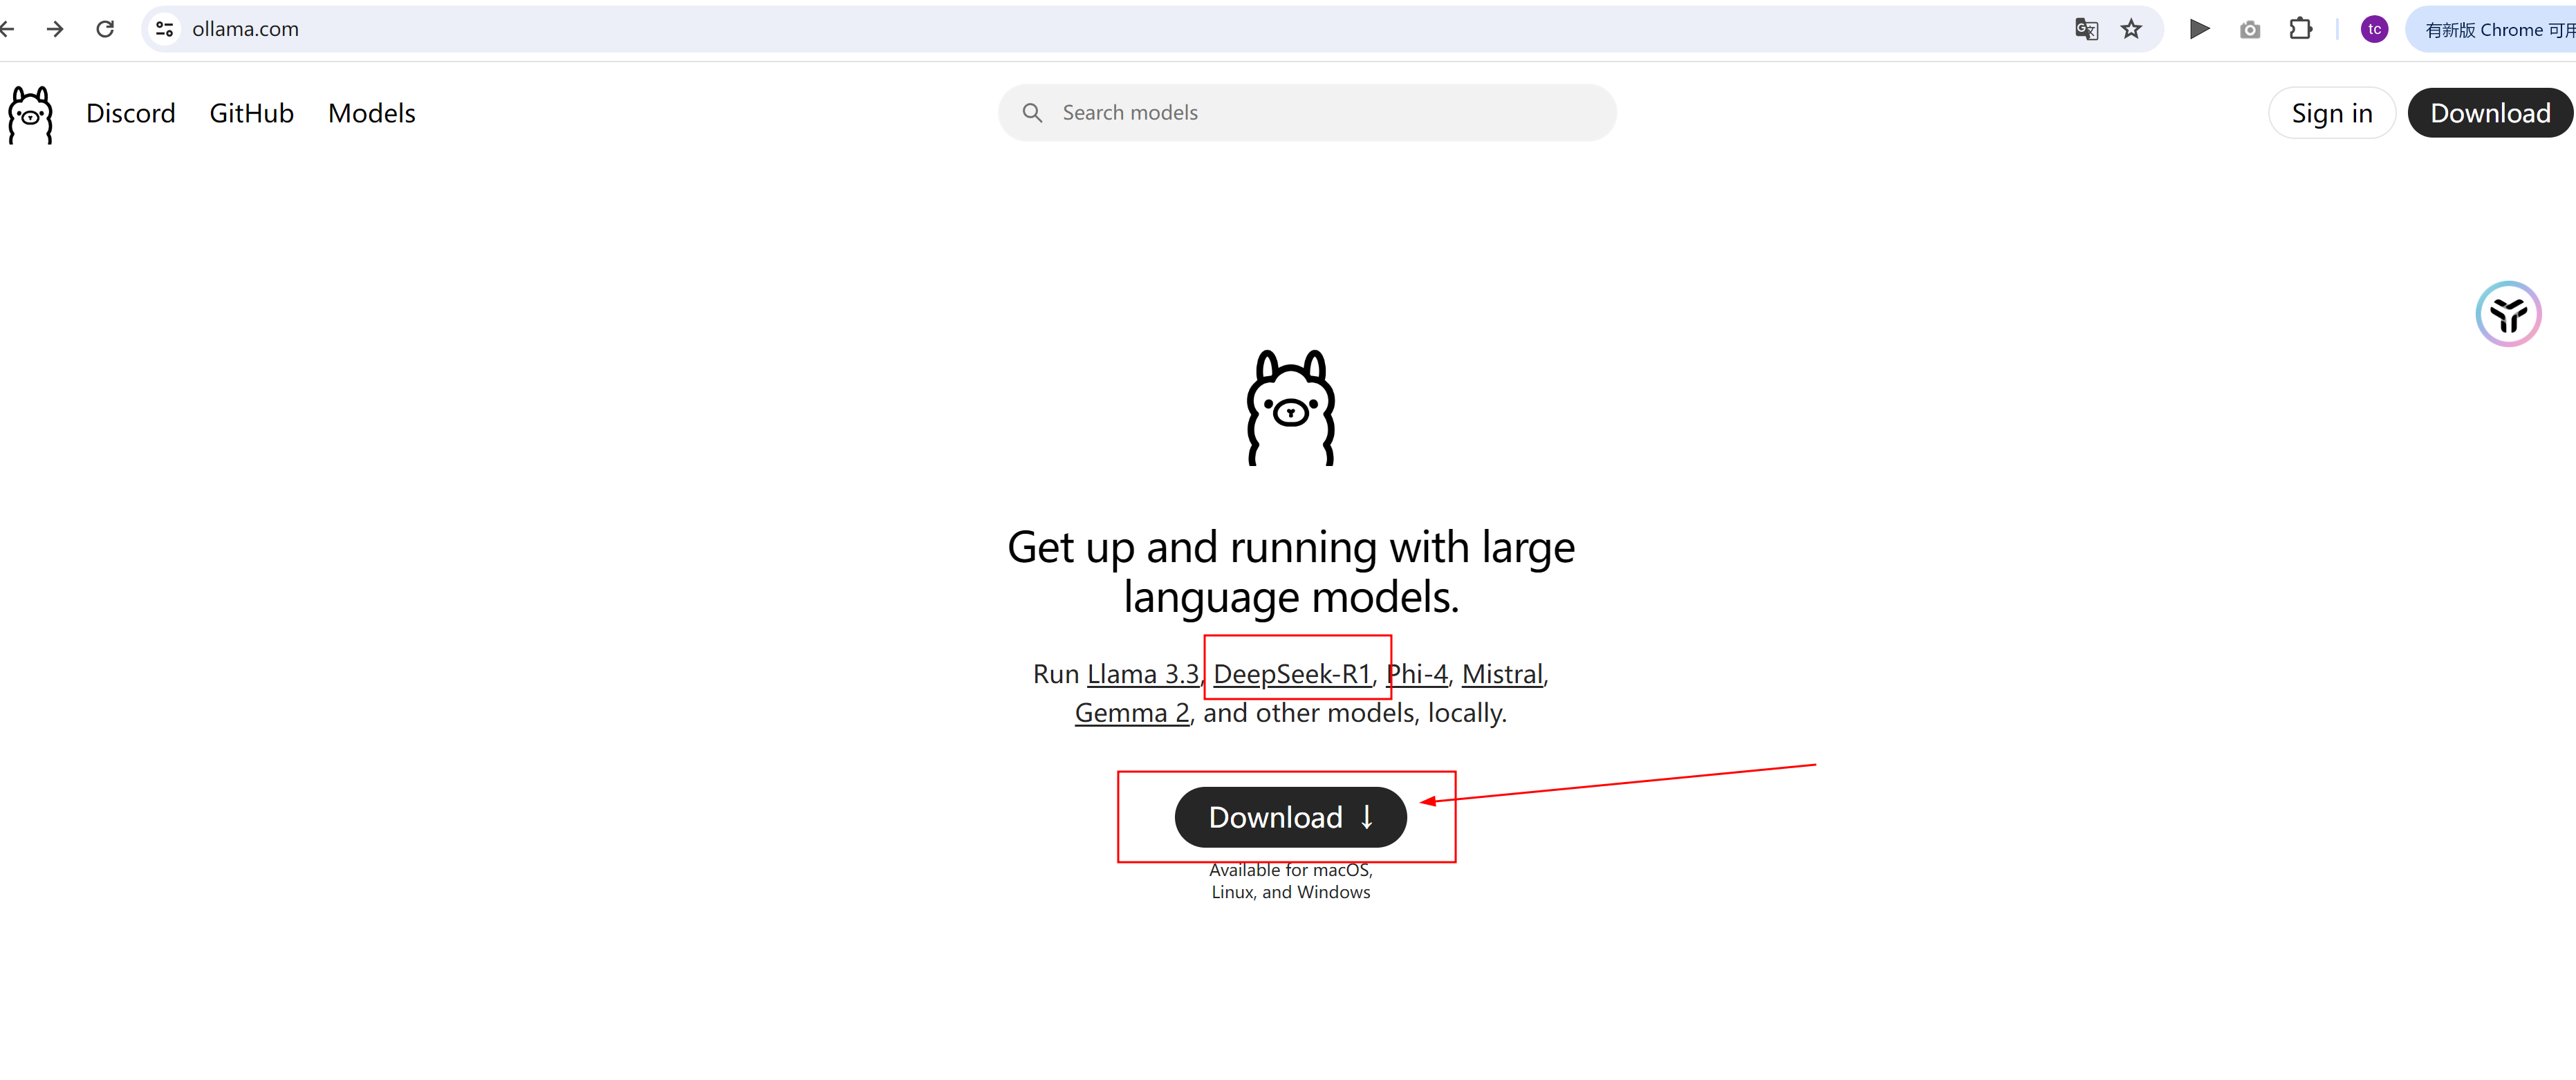 ollama.com
tc
有新版 Chrome 可用
Discord GitHub Models
Search models
Sign in
Download
Get up and running with large
language models.
Run Llama 3.3, DeepSeek-R1, Phi-4, Mistral,
Gemma 2, and other models, locally.
Download ↓
Available for macOS,
Linux, and Windows